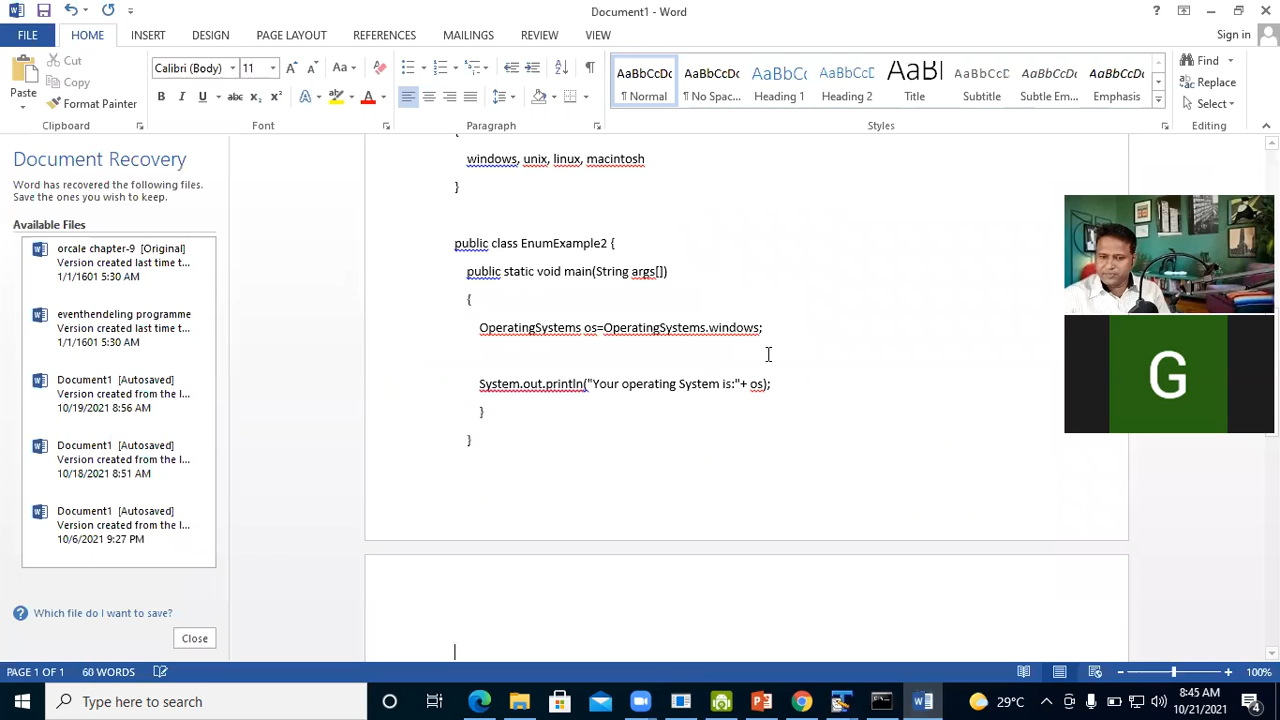 Document1 - Word
Sign in
FILE HOME INSERT DESIGN PAGE LAYOUT REFERENCES MAILINGS REVIEW VIEW
Paste
Cut
Copy
Format Painter
Clipboard
Calibri (Body) 11
Font
Paragraph
AaBbCcDc AaBbCcDc AaBbCc AaBbCcC AaBl AaBbCcD AaBbCcDc AaBbCcDc
¶ Normal ¶ No Spac... Heading 1 Heading 2 Title Subtitle Subtle Em... Emphasis
Styles
Find
Replace
Select
Editing
Document Recovery
Word has recovered the following files.
Save the ones you wish to keep.
Available Files
orcale chapter-9 [Original]
Version created last time t...
1/1/1601 5:30 AM
eventhendeling programme
Version created last time t...
1/1/1601 5:30 AM
Document1 [Autosaved]
Version created from the l...
10/19/2021 8:56 AM
Document1 [Autosaved]
Version created from the l...
10/18/2021 8:51 AM
Document1 [Autosaved]
Version created from the l...
10/6/2021 9:27 PM
Which file do I want to save?
Close
{
windows, unix, linux, macintosh
}
public class EnumExample2 {
public static void main(String args[])
{
OperatingSystems os=OperatingSystems.windows;
System.out.println("Your operating System is:"+ os);
}
}
G
PAGE 1 OF 1 60 WORDS
100%
Type here to search
29°C
8:45 AM
10/21/2021
4